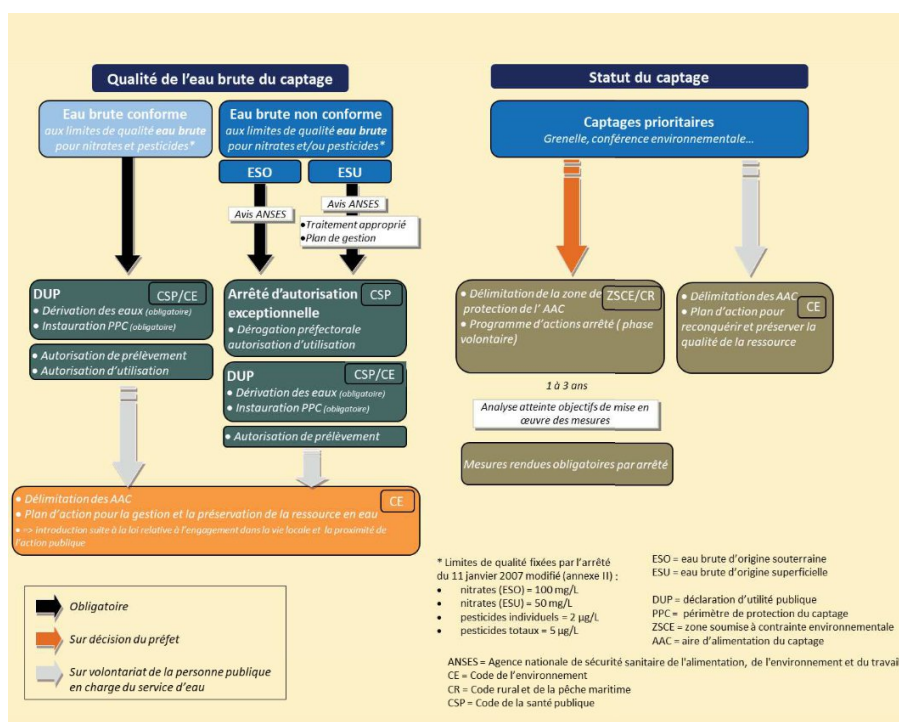 Qualité de l’eau brute du captage
Eau brute conforme
aux limites de qualité eau brute
pour nitrates et pesticides*
Eau brute non conforme
aux limites de qualité eau brute
pour nitrates et/ou pesticides*
ESO
ESU
Avis ANSES
Avis ANSES
•Traitement approprié
•Plan de gestion
DUP
CSP/CE
• Dérivation des eaux (obligatoire)
• Instauration PPC (obligatoire)
• Autorisation de prélèvement
• Autorisation d’utilisation
Arrêté d’autorisation
exceptionnelle
CSP
• Dérogation préfectorale
autorisation d’utilisation
DUP
CSP/CE
• Dérivation des eaux (obligatoire)
• Instauration PPC (obligatoire)
• Autorisation de prélèvement
• Délimitation des AAC
CE
• Plan d’action pour la gestion et la préservation de la ressource en eau
• => introduction suite à la loi relative à l’engagement dans la vie locale et la proximité de
l’action publique
Statut du captage
Captages prioritaires
Grenelle, conférence environnementale…
• Délimitation de la zone de
protection de l’ AAC
ZSCE/CR
• Programme d’actions arrêté ( phase
volontaire)
• Délimitation des AAC
• Plan d’action pour
reconquérir et préserver la
qualité de la ressource
CE
1 à 3 ans
Analyse atteinte objectifs de mise en
œuvre des mesures
Mesures rendues obligatoires par arrêté
Obligatoire
Sur décision du préfet
Sur volontariat de la personne publique
en charge du service d’eau
* Limites de qualité fixées par l’arrêté
du 11 janvier 2007 modifié (annexe II) :
• nitrates (ESO) = 100 mg/L
• nitrates (ESU) = 50 mg/L
• pesticides individuels = 2 µg/L
• pesticides totaux = 5 µg/L
ESO = eau brute d’origine souterraine
ESU = eau brute d’origine superficielle
DUP = déclaration d’utilité publique
PPC = périmètre de protection du captage
ZSCE = zone soumise à contrainte environnementale
AAC = aire d’alimentation du captage
ANSES = Agence nationale de sécurité sanitaire de l’alimentation, de l’environnement et du travai
CE = Code de l’environnement
CR = Code rural et de la pêche maritime
CSP = Code de la santé publique